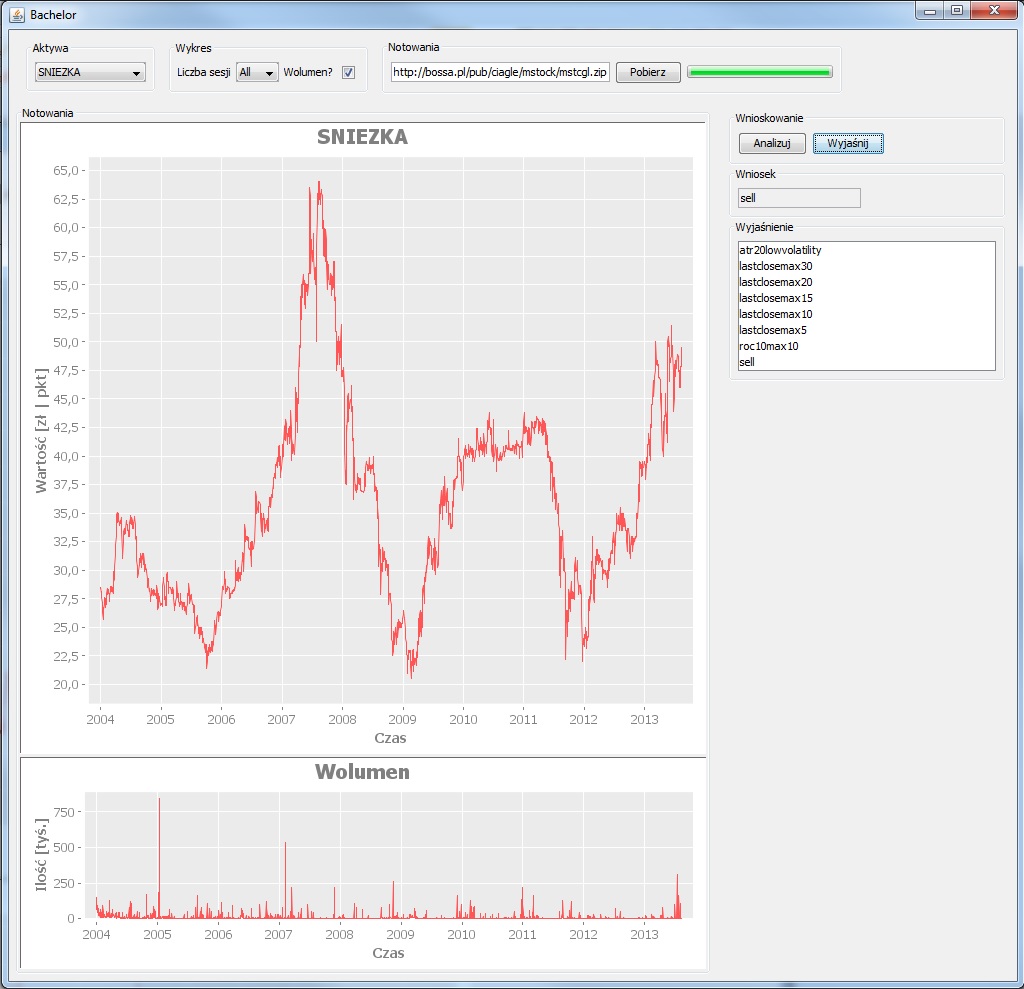 Bachelor
Aktywa
SNIEZKA
Wykres
Liczba sesji All Wolumen?
Notowania
http://bossa.pl/pub/ciagle/mstock/mstcgl.zip Pobierz
Notowania
SNIEZKA
65,0
62,5
60,0
57,5
55,0
52,5
50,0
47,5
45,0
42,5
40,0
37,5
35,0
32,5
30,0
27,5
25,0
22,5
20,0
Wartość [zł | pkt]
2004 2005 2006 2007 2008 2009 2010 2011 2012 2013
Czas
Wolumen
750
500
250
0
Ilość [tyś.]
2004 2005 2006 2007 2008 2009 2010 2011 2012 2013
Czas
Wnioskowanie
Analizuj Wyjaśnij
Wniosek
sell
Wyjaśnienie
atr20lowvolatility
lastclosemax30
lastclosemax20
lastclosemax15
lastclosemax10
lastclosemax5
roc10max10
sell